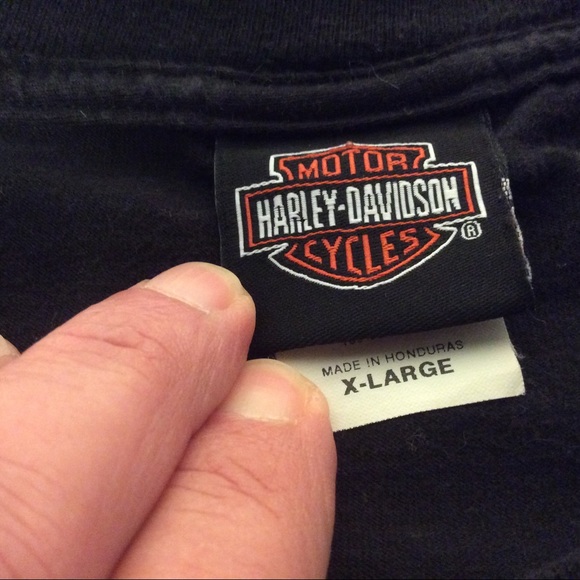 MOTOR
HARLEY-DAVIDSON
CYCLES
®
MADE IN HONDURAS
X-LARGE